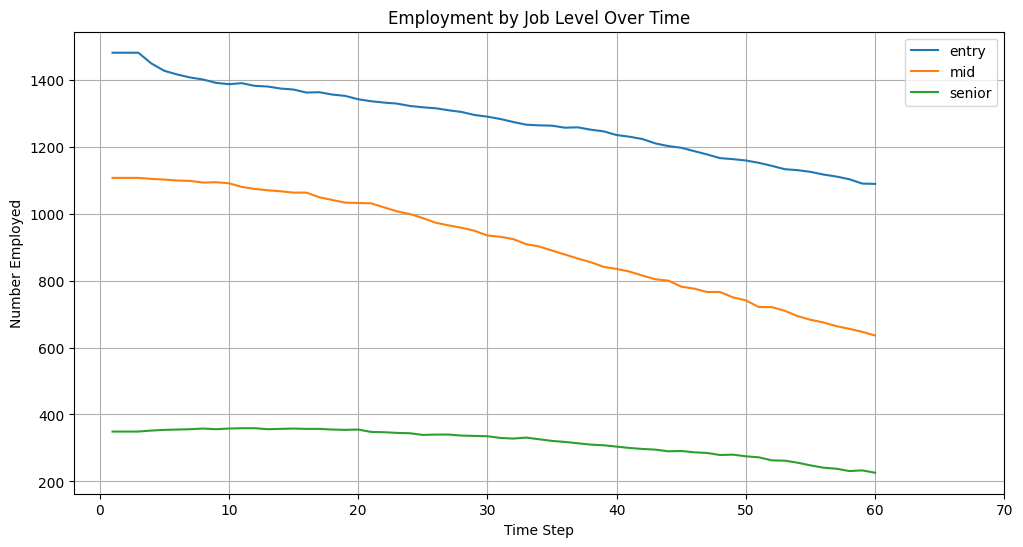 Employment by Job Level Over Time
entry
mid
senior
1400
1200
1000
800
600
400
200
Number Employed
0 10 20 30 40 50 60 70
Time Step